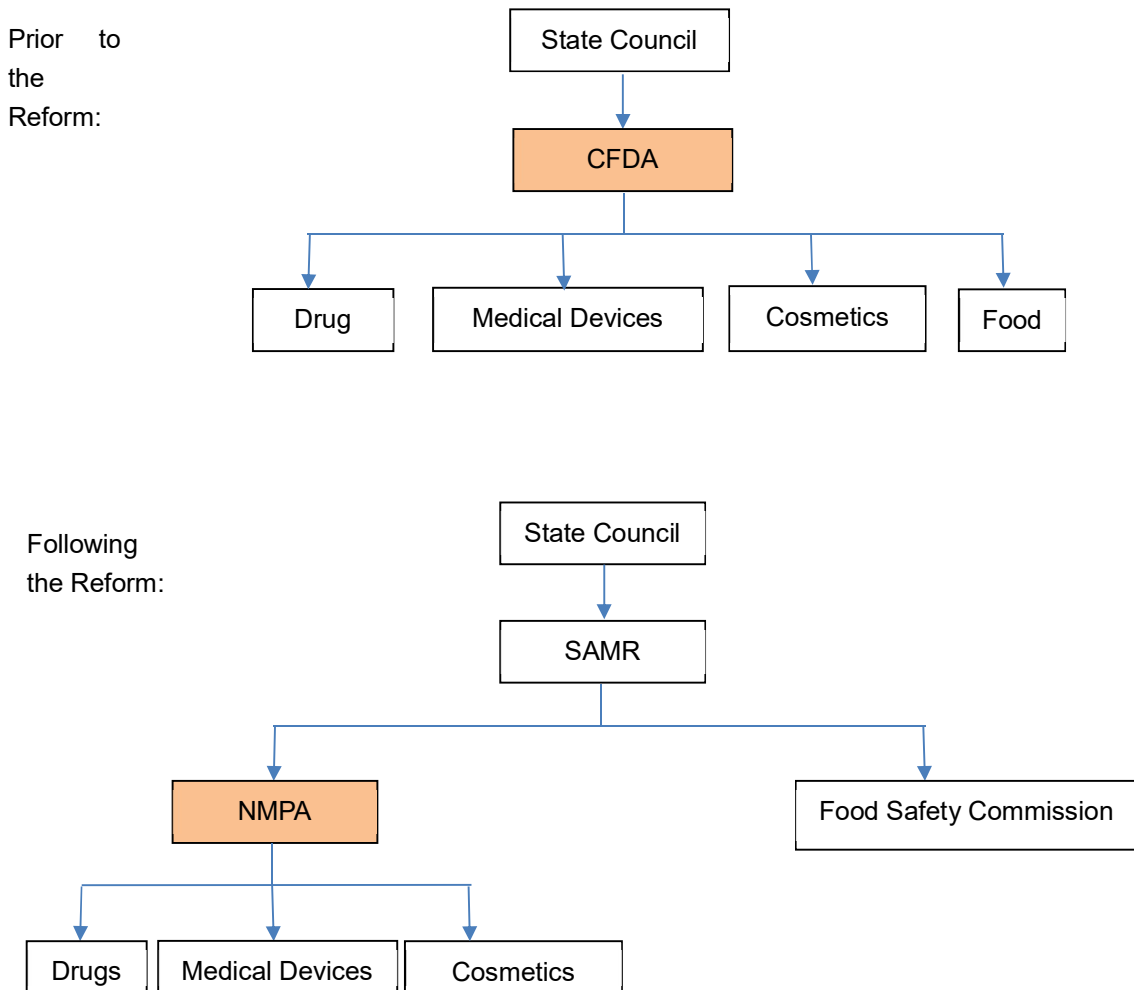 Prior to
the
Reform:
State Council
CFDA
Drug
Medical Devices
Cosmetics
Food
Following
the Reform:
State Council
SAMR
NMPA
Food Safety Commission
Drugs
Medical Devices
Cosmetics